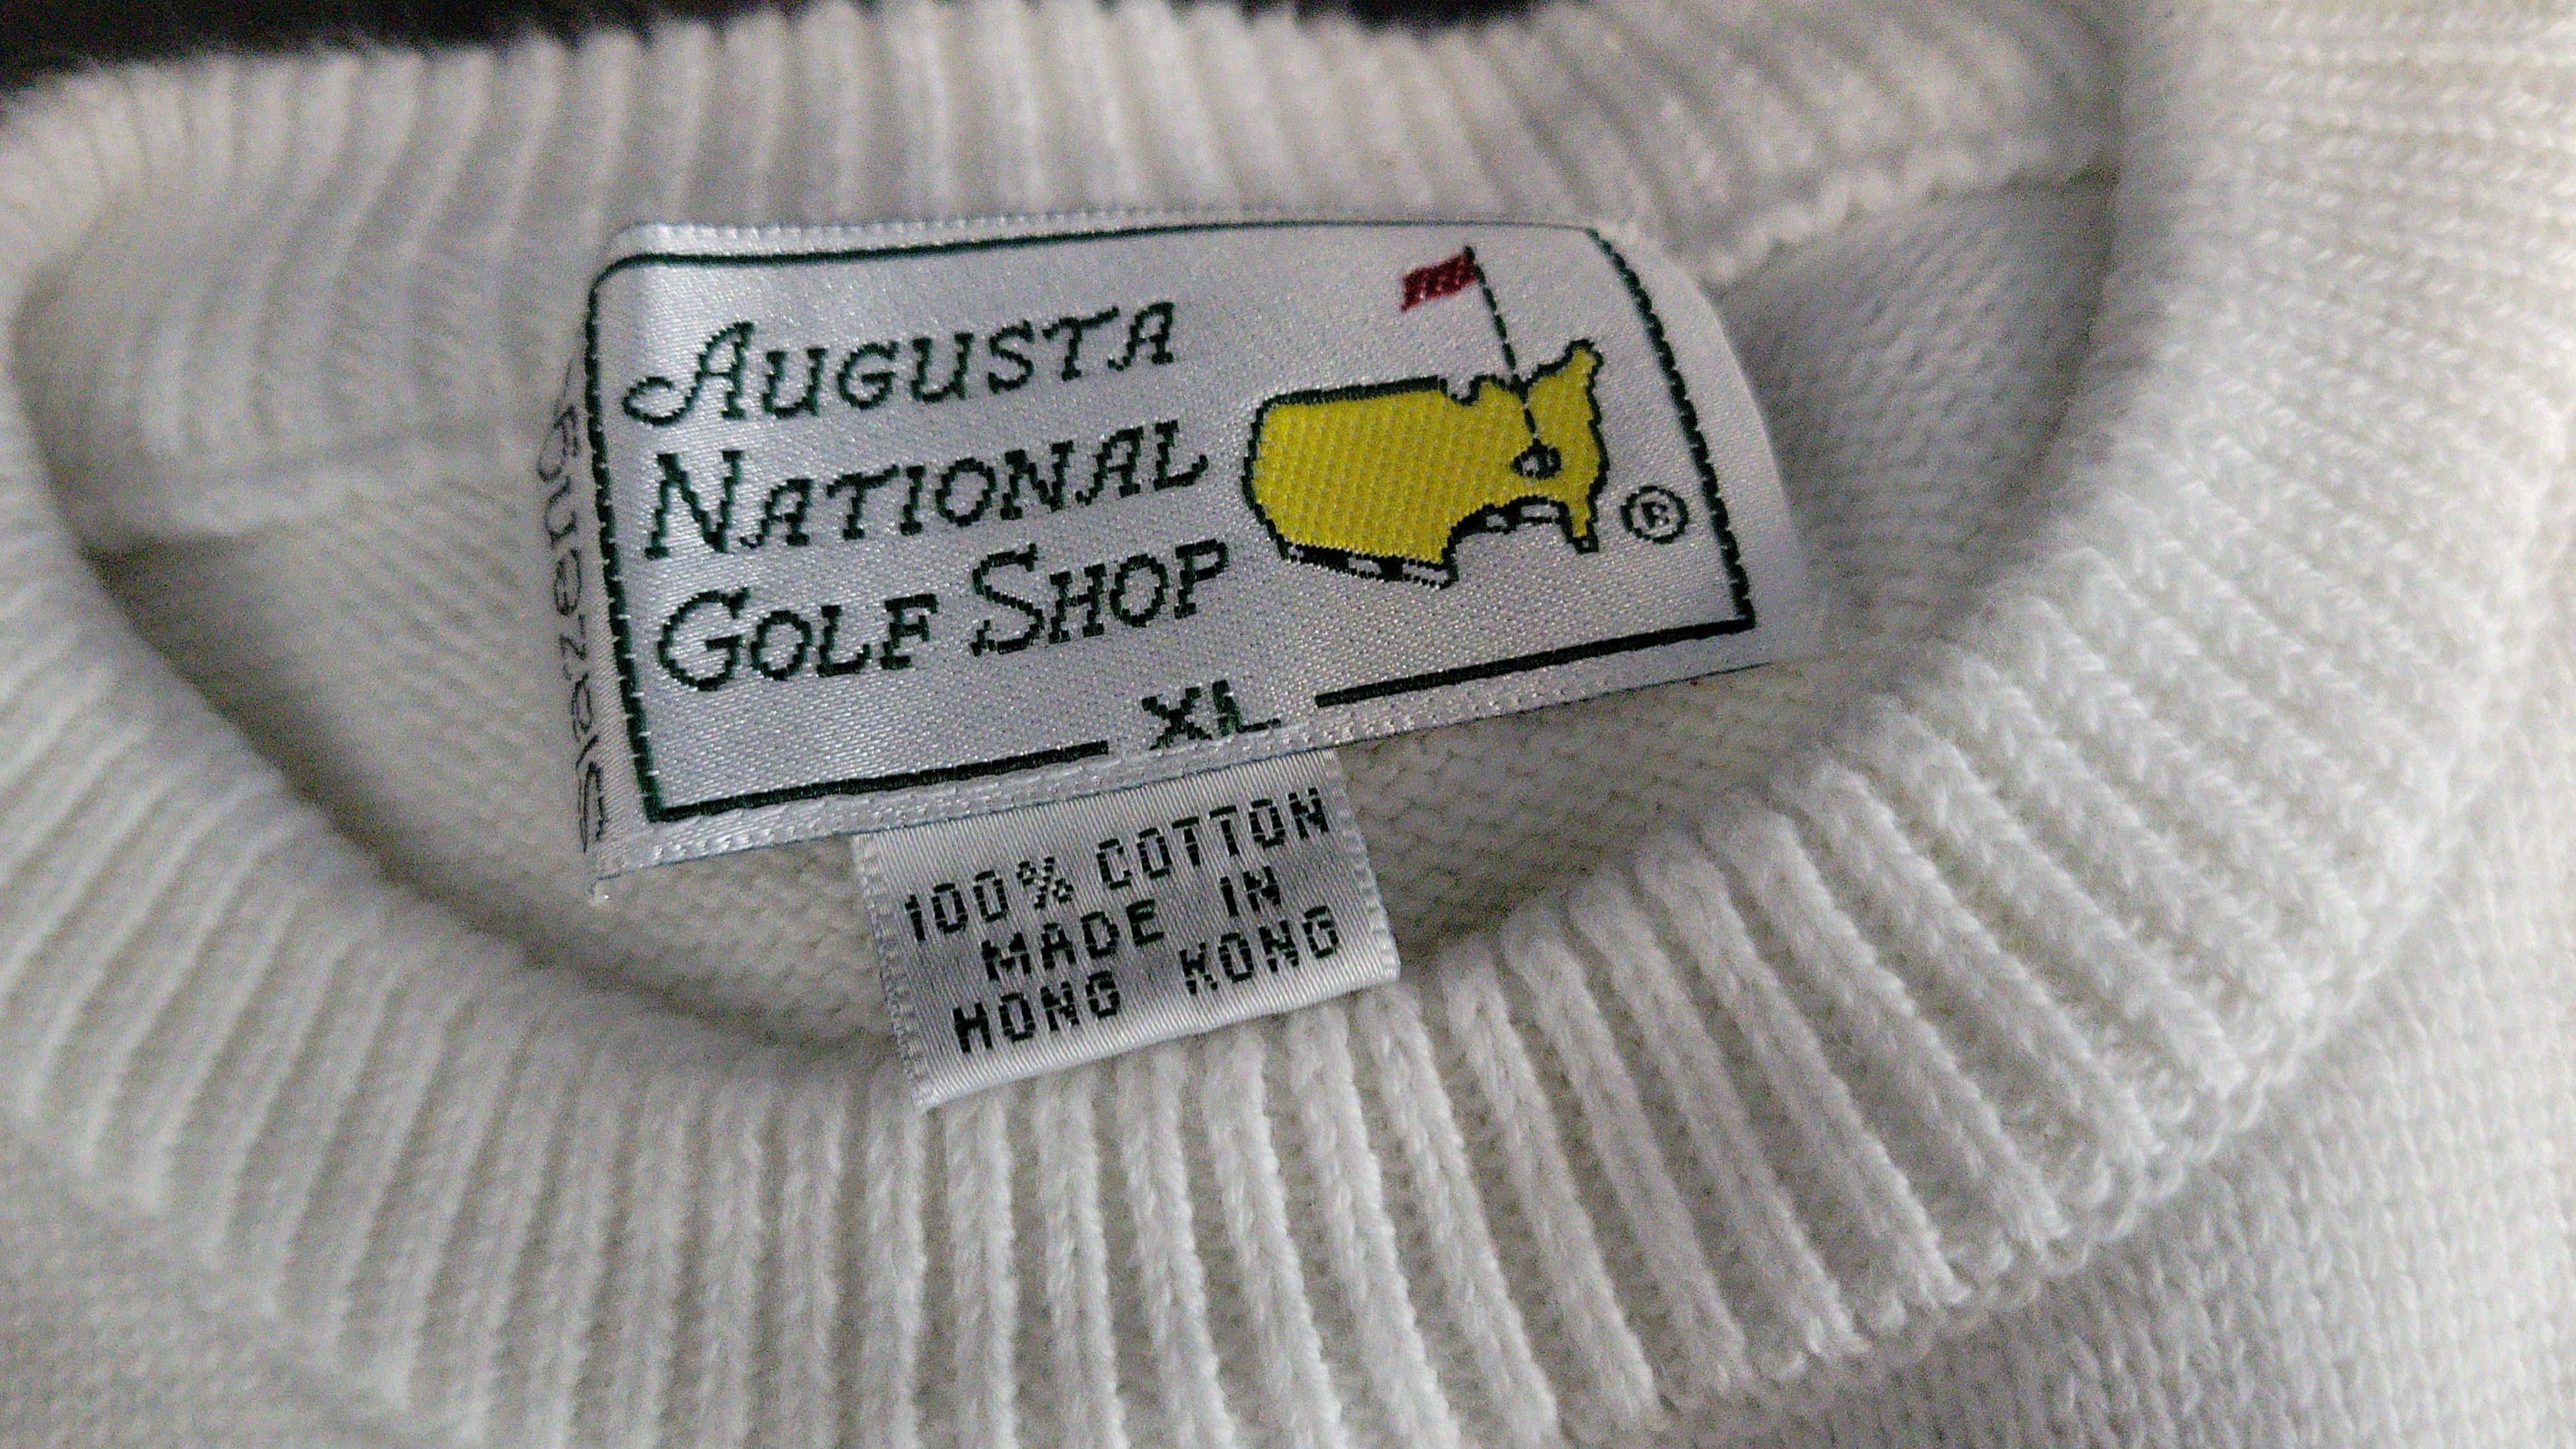 AUGUSTA
NATIONAL
GOLF SHOP
®
XL
100% COTTON
MADE IN
HONG KONG